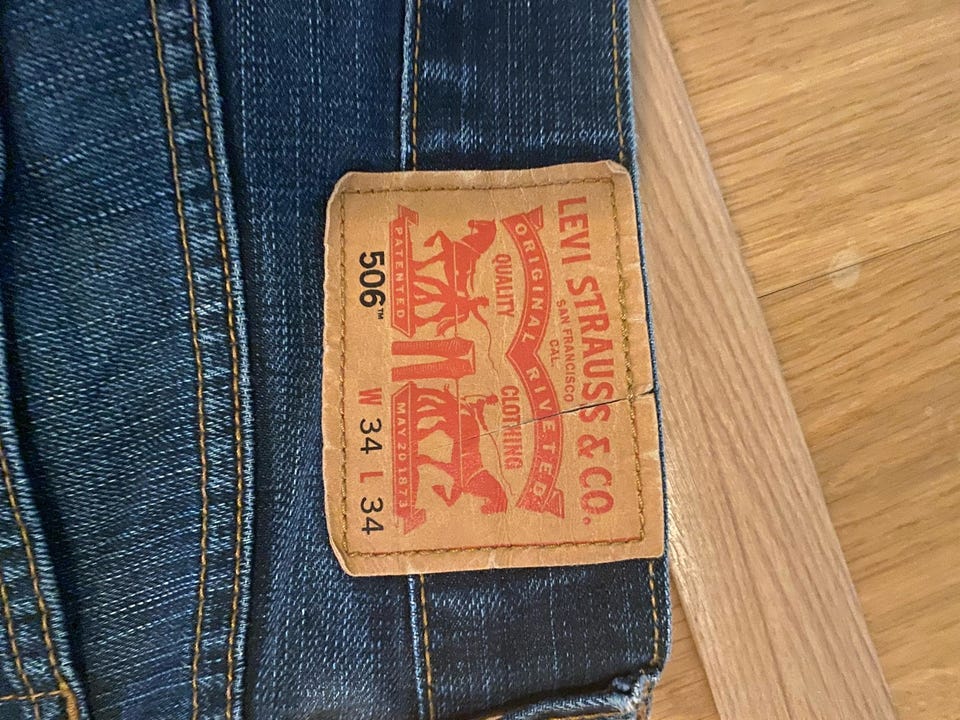 LEVI STRAUSS & CO.
SAN FRANCISCO
CAL.
ORIGINAL RIVETED
QUALITY CLOTHING
PATENTED MAY 20 1873
506™ W 34 L 34